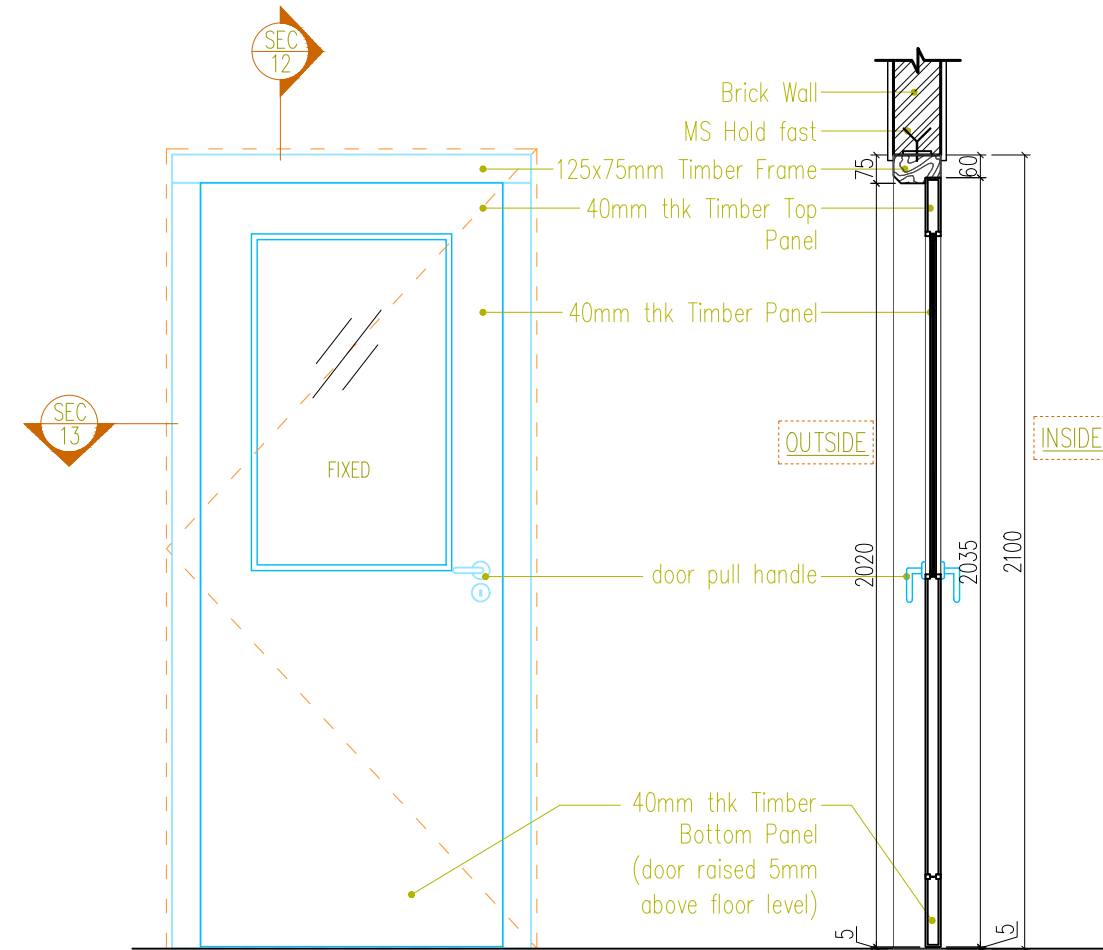 SEC
12
Brick Wall
MS Hold fast
125x75mm Timber Frame
75
60
40mm thk Timber Top
Panel
40mm thk Timber Panel
SEC
13
FIXED
OUTSIDE
INSIDE
2020
2035
2100
door pull handle
40mm thk Timber
Bottom Panel
(door raised 5mm
above floor level)
5
5